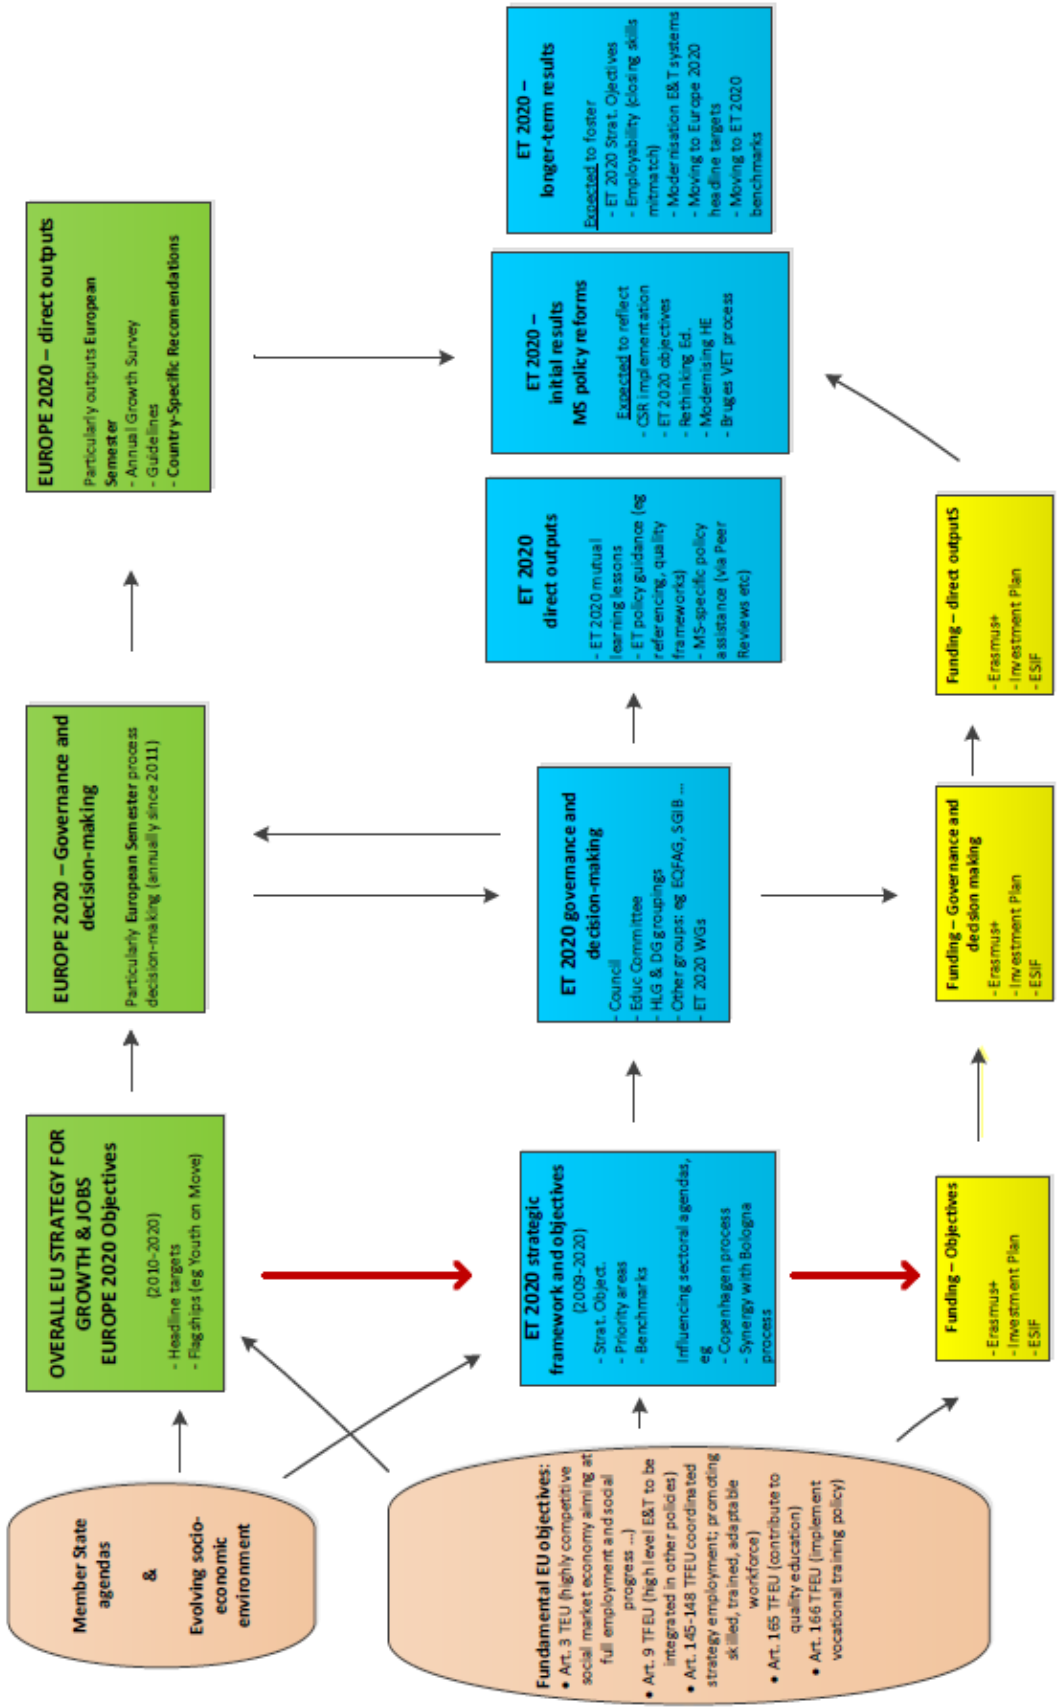 Member State
agendas
&
Evolving socio-
economic
environment
Fundamental EU objectives:
• Art. 3 TEU (highly competitive
social market economy aiming at
full employment and social
progress ...)
• Art. 9 TFEU (high level E&T to be
integrated in other policies)
• Art. 145-148 TFEU coordinated
strategy employment; promoting
skilled, trained, adaptable
workforce)
• Art. 165 TFEU (contribute to
quality education)
• Art. 166 TFEU (implement
vocational training policy)
OVERALL EU STRATEGY FOR
GROWTH & JOBS
EUROPE 2020 Objectives
(2010-2020)
- Headline targets
- Flagships (eg Youth on Move)
EUROPE 2020 – Governance and
decision-making
Particularly European Semester process
decision-making (annually since 2011)
EUROPE 2020 – direct outputs
Particularly outputs European
Semester
- Annual Growth Survey
- Guidelines
- Country-Specific Recomendations
ET 2020 strategic
framework and objectives
(2009-2020)
- Strat. Object.
- Priority areas
- Benchmarks
Influencing sectoral agendas,
eg
- Copenhagen process
- Synergy with Bologna
process
ET 2020 governance and
decision-making
- Council
- Educ Committee
- HLG & DG groupings
- Other groups: eg EQFAG, SGIB ...
- ET 2020 WGs
ET 2020
direct outputs
- ET 2020 mutual
learning lessons
- ET policy guidance (eg
referencing, quality
frameworks)
- MS-specific policy
assistance (via Peer
Reviews etc)
ET 2020 –
initial results
MS policy reforms
Expected to reflect
- CSR implementation
- ET 2020 objectives
- Rethinking Ed.
- Modernising HE
- Bruges VET process
ET 2020 –
longer-term results
Expected to foster
- ET 2020 Strat. Ojectives
- Employability (closing skills
mitmatch)
- Modernisation E&T systems
- Moving to Europe 2020
headline targets
- Moving to ET 2020
benchmarks
Funding – Objectives
- Erasmus+
- Investment Plan
- ESIF
Funding – Governance and
decision making
- Erasmus+
- Investment Plan
- ESIF
Funding – direct outputS
- Erasmus+
- Investment Plan
- ESIF